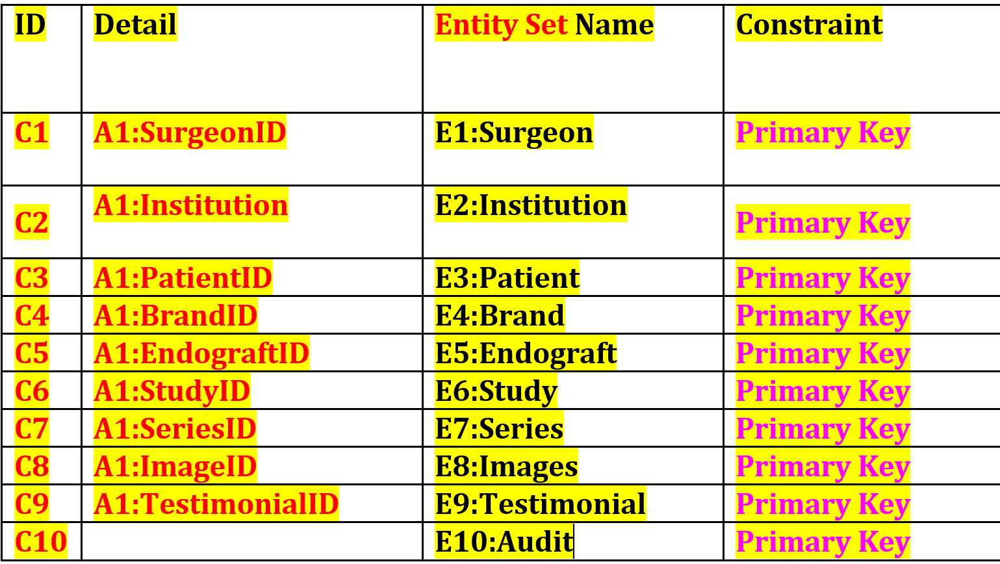 ID Detail Entity Set Name Constraint
C1 A1:SurgeonID E1:Surgeon Primary Key
C2 A1:Institution E2:Institution Primary Key
C3 A1:PatientID E3:Patient Primary Key
C4 A1:BrandID E4:Brand Primary Key
C5 A1:EndograftID E5:Endograft Primary Key
C6 A1:StudyID E6:Study Primary Key
C7 A1:SeriesID E7:Series Primary Key
C8 A1:ImageID E8:Images Primary Key
C9 A1:TestimonialID E9:Testimonial Primary Key
C10 E10:Audit Primary Key